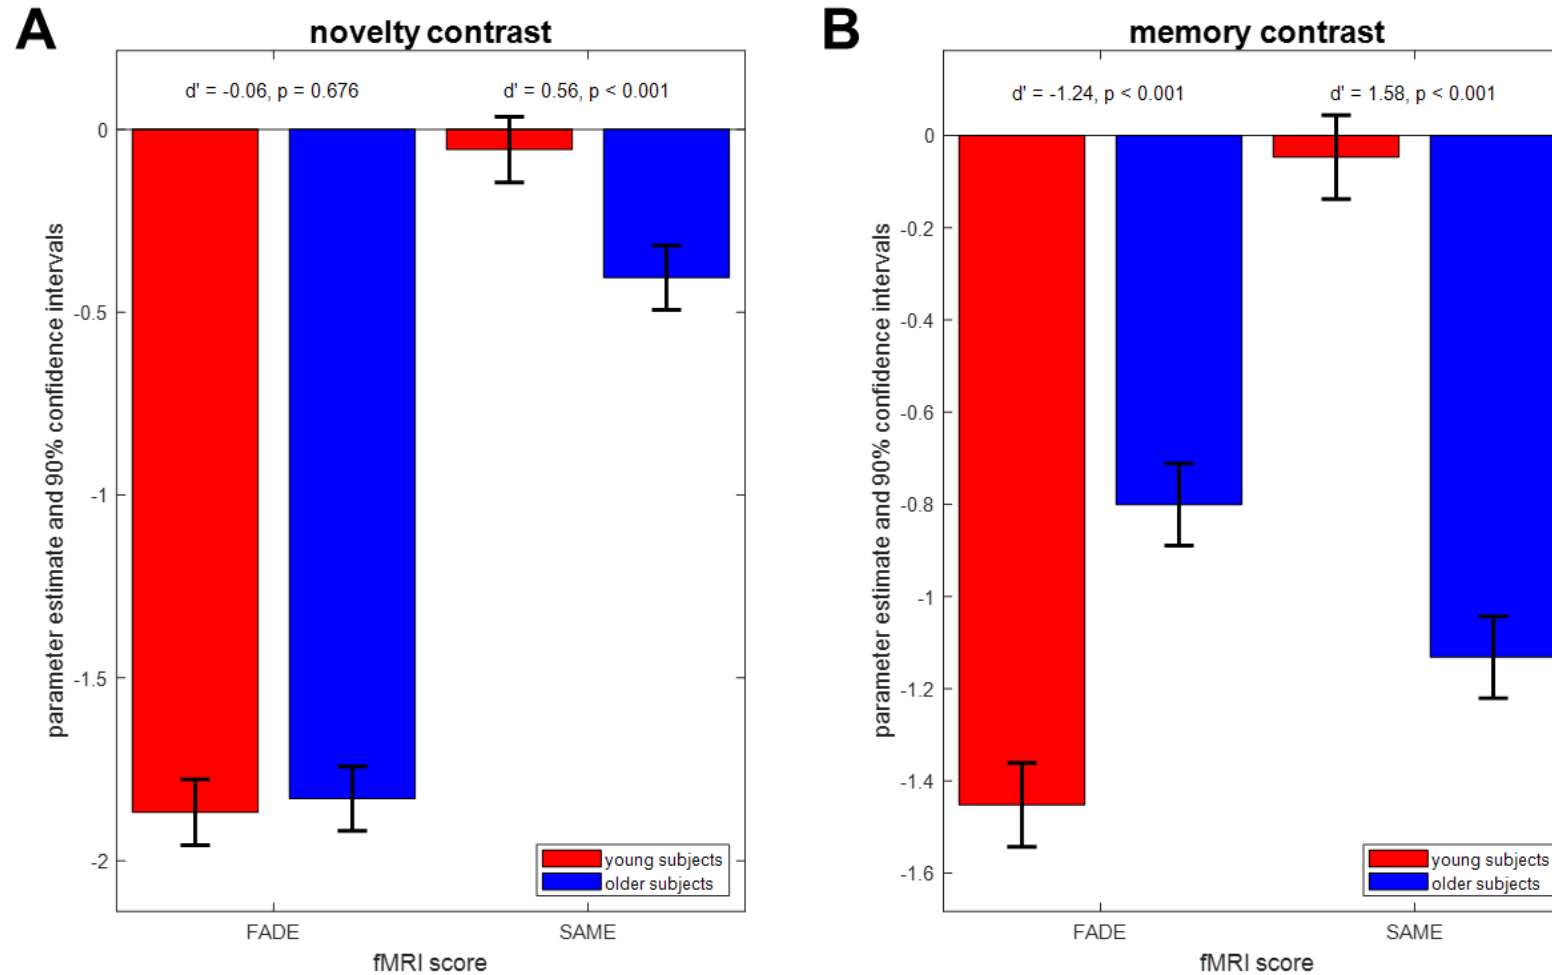 A
novelty contrast
d' = -0.06, p = 0.676
d' = 0.56, p < 0.001
0
-0.5
-1
-1.5
-2
parameter estimate and 90% confidence intervals
young subjects
older subjects
FADE
SAME
fMRI score
B
memory contrast
d' = -1.24, p < 0.001
d' = 1.58, p < 0.001
0
-0.2
-0.4
-0.6
-0.8
-1
-1.2
-1.4
-1.6
parameter estimate and 90% confidence intervals
young subjects
older subjects
FADE
SAME
fMRI score